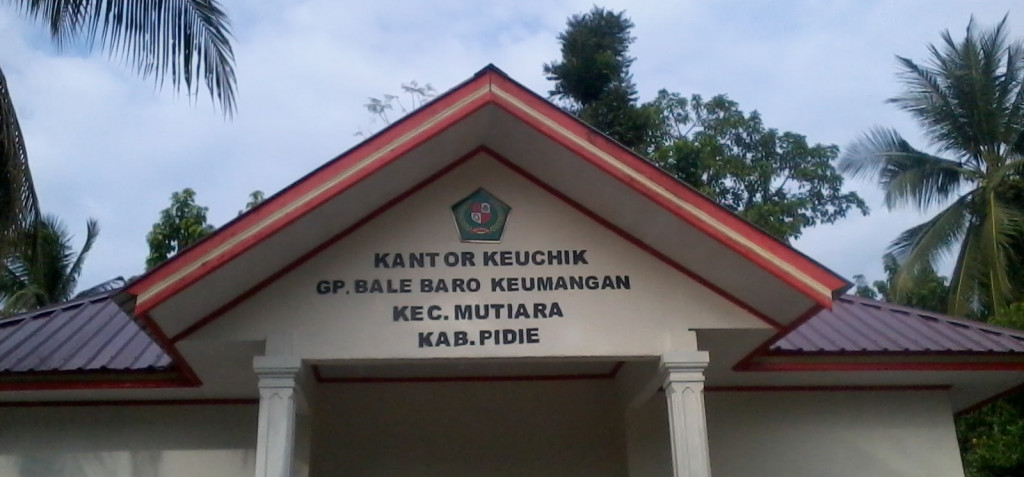 KANTOR KEUCHIK
GP. BALE BARO KEUMANGAN
KEC. MUTIARA
KAB. PIDIE